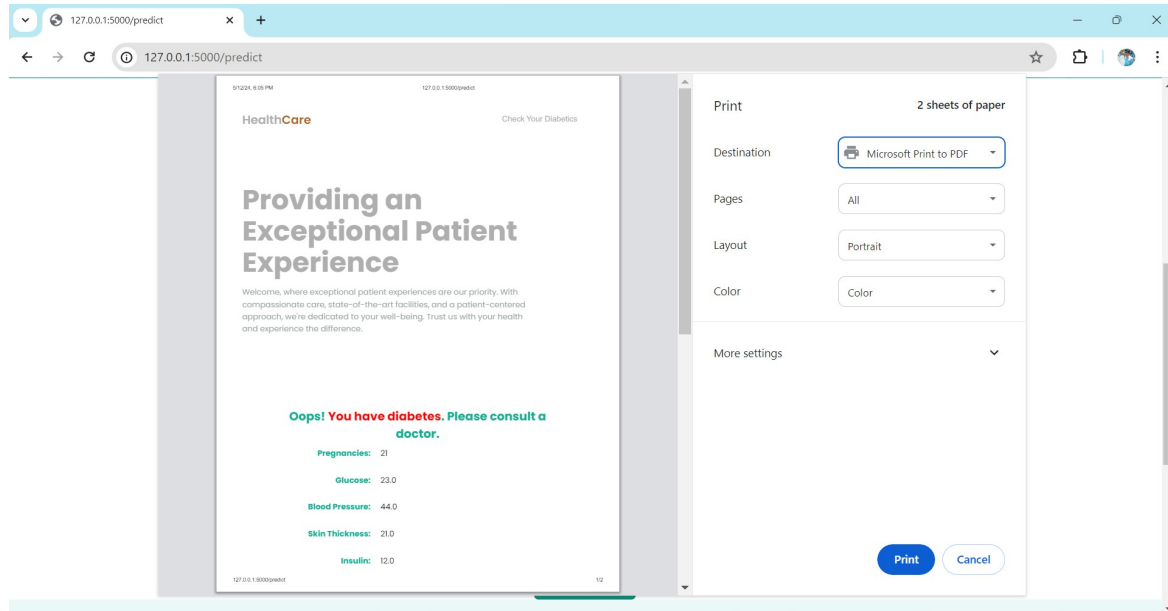 127.0.0.1:5000/predict
127.0.0.1:5000/predict
5/12/24, 6:05 PM 127.0.0.1:5000/predict
HealthCare Check Your Diabetics
Providing an
Exceptional Patient
Experience
Welcome, where exceptional patient experiences are our priority. With
compassionate care, state-of-the-art facilities, and a patient-centered
approach, we're dedicated to your well-being. Trust us with your health
and experience the difference.
Oops! You have diabetes. Please consult a
doctor.
Pregnancies: 21
Glucose: 23.0
Blood Pressure: 44.0
Skin Thickness: 21.0
Insulin: 12.0
127.0.0.1:5000/predict 1/2
Print 2 sheets of paper
Destination Microsoft Print to PDF
Pages All
Layout Portrait
Color Color
More settings
Print Cancel